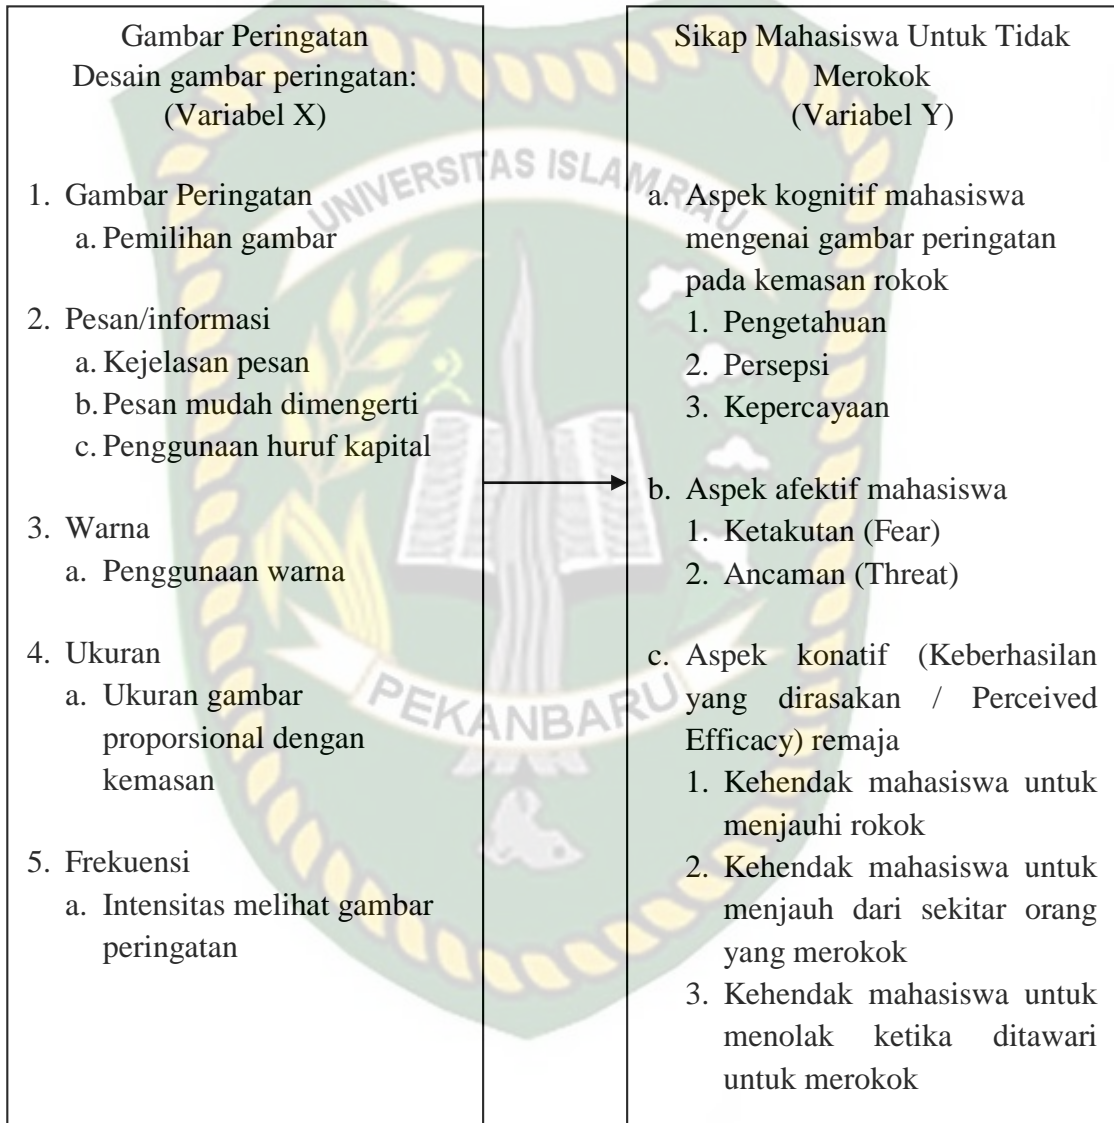 Gambar Peringatan
Desain gambar peringatan:
(Variabel X)
1. Gambar Peringatan
a. Pemilihan gambar
2. Pesan/informasi
a. Kejelasan pesan
b. Pesan mudah dimengerti
c. Penggunaan huruf kapital
3. Warna
a. Penggunaan warna
4. Ukuran
a. Ukuran gambar
proporsional dengan
kemasan
5. Frekuensi
a. Intensitas melihat gambar
peringatan
Sikap Mahasiswa Untuk Tidak
Merokok
(Variabel Y)
a. Aspek kognitif mahasiswa
mengenai gambar peringatan
pada kemasan rokok
1. Pengetahuan
2. Persepsi
3. Kepercayaan
b. Aspek afektif mahasiswa
1. Ketakutan (Fear)
2. Ancaman (Threat)
c. Aspek konatif (Keberhasilan
yang dirasakan / Perceived
Efficacy) remaja
1. Kehendak mahasiswa untuk
menjauhi rokok
2. Kehendak mahasiswa untuk
menjauh dari sekitar orang
yang merokok
3. Kehendak mahasiswa untuk
menolak ketika ditawari
untuk merokok
UNIVERSITAS ISLAM RIAU
PEKANBARU